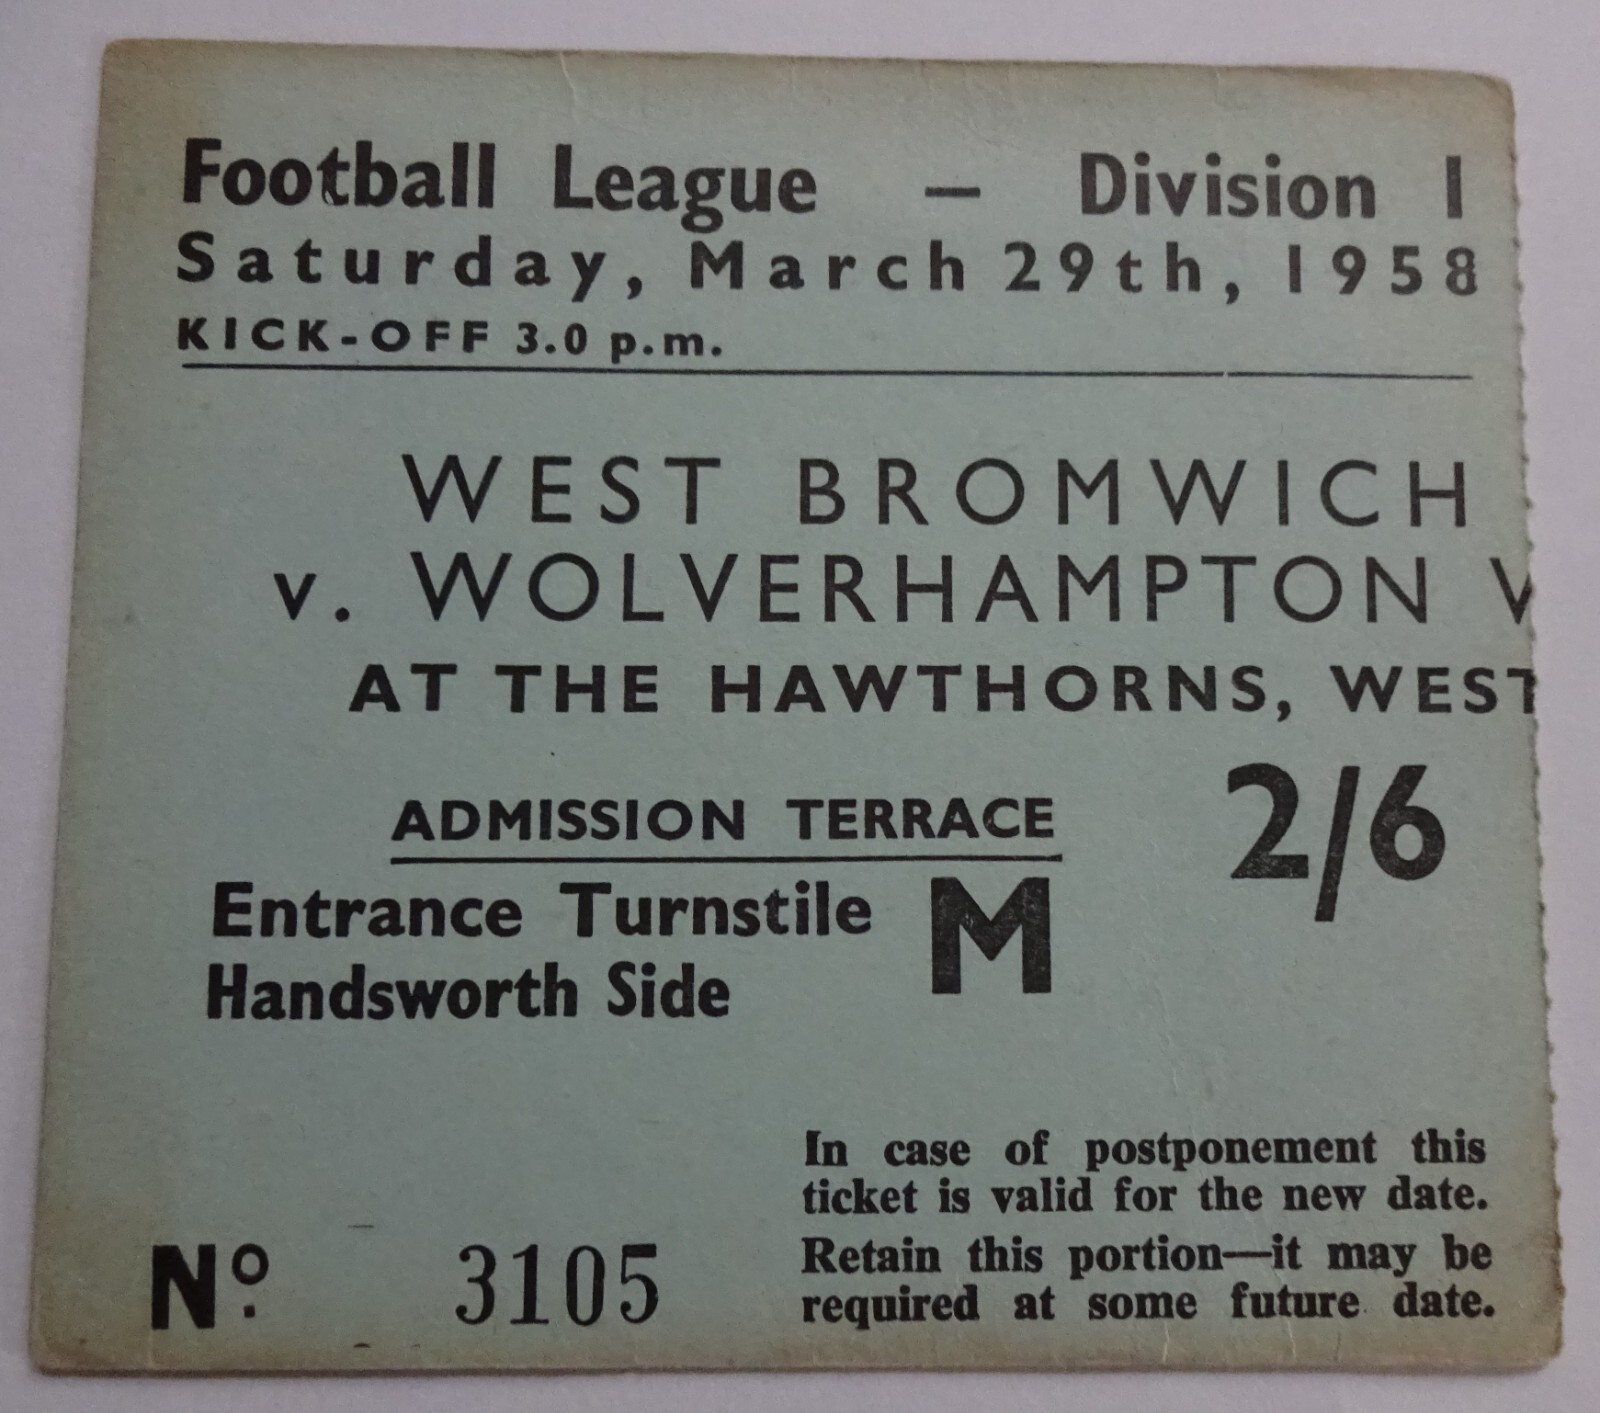 Football League — Division 1
Saturday, March 29th, 1958
KICK-OFF 3.0 p.m.
WEST BROMWICH
v. WOLVERHAMPTON
AT THE HAWTHORNS, WEST
ADMISSION TERRACE 2/6
Entrance Turnstile M
Handsworth Side
In case of postponement this
ticket is valid for the new date.
Retain this portion—it may be
required at some future date.
No. 3105